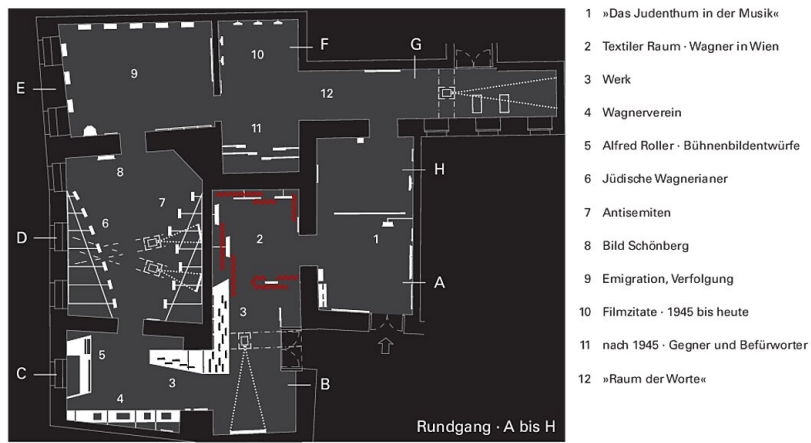 F
G
10
9
E
12
11
8
H
7
6
D
2
1
A
3
5
C
3
B
4
Rundgang · A bis H
1 »Das Judenthum in der Musik«
2 Textiler Raum · Wagner in Wien
3 Werk
4 Wagnerverein
5 Alfred Roller · Bühnenbildentwürfe
6 Jüdische Wagnerianer
7 Antisemiten
8 Bild Schönberg
9 Emigration, Verfolgung
10 Filmzitate · 1945 bis heute
11 nach 1945 · Gegner und Befürworter
12 »Raum der Worte«